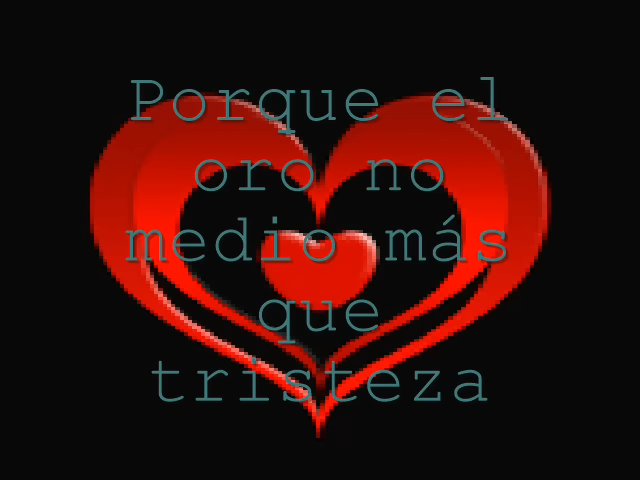 Porque el
oro no
medio más
que
tristeza